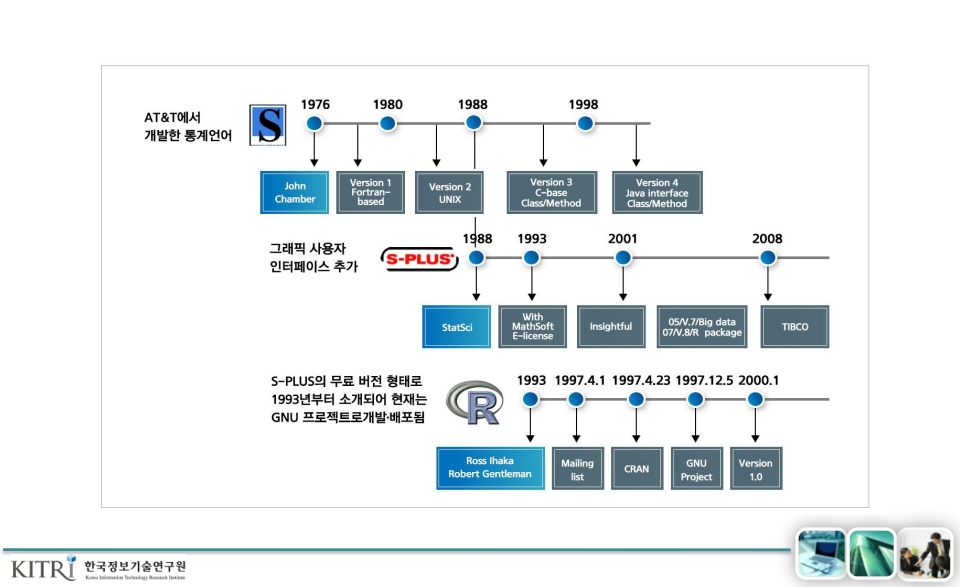 1976
1980
1988
1998
AT&T에서
개발한 통계언어
S
John
Chamber
Version 1
Fortran-
based
Version 2
UNIX
Version 3
C-base
Class/Method
Version 4
Java interface
Class/Method
1988
1993
2001
2008
그래픽 사용자
인터페이스 추가
S-PLUS
StatSci
With
MathSoft
E-license
Insightful
05/V.7/Big data
07/V.8/R package
TIBCO
S-PLUS의 무료 버전 형태로
1993년부터 소개되어 현재는
GNU 프로젝트로개발·배포됨
R
1993
1997.4.1
1997.4.23
1997.12.5
2000.1
Ross Ihaka
Robert Gentleman
Mailing
list
CRAN
GNU
Project
Version
1.0
KITRI 한국정보기술연구원
Korea Information Technology Research Institute